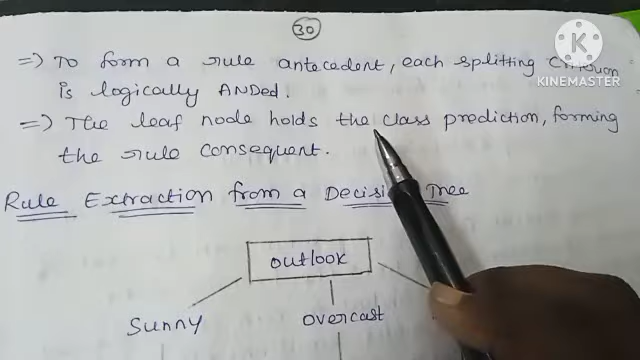 30
=> To form a rule antecedent, each splitting criterion
is logically ANDed.
=> The leaf node holds the class prediction, forming
the rule consequent.
Rule Extraction from a Decision Tree
outlook
Sunny overcast
K
KINEMASTER